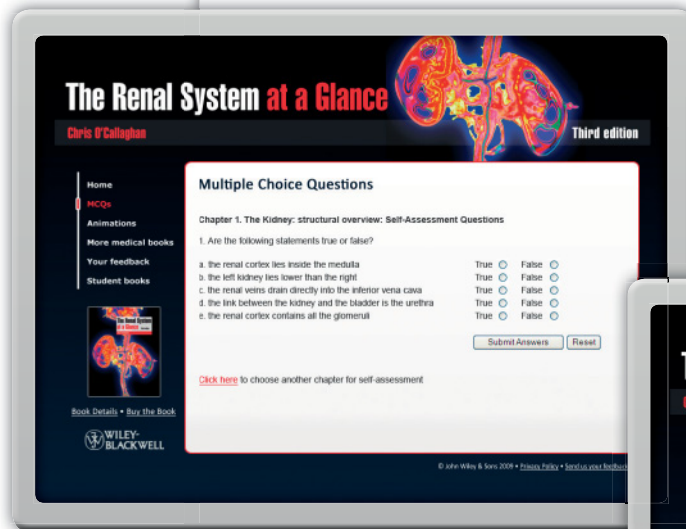 The Renal System at a Glance
Chris O'Callaghan
Third edition
Home
MCQs
Animations
More medical books
Your feedback
Student books
The Renal System
at a Glance
Book Details • Buy the Book
WILEY-
BLACKWELL
Multiple Choice Questions
Chapter 1. The Kidney: structural overview: Self-Assessment Questions
1. Are the following statements true or false?
a. the renal cortex lies inside the medulla True False
b. the left kidney lies lower than the right True False
c. the renal veins drain directly into the inferior vena cava True False
d. the link between the kidney and the bladder is the urethra True False
e. the renal cortex contains all the glomeruli True False
Submit Answers Reset
Click here to choose another chapter for self-assessment
© John Wiley & Sons 2009 • Privacy Policy • Send us your feedback